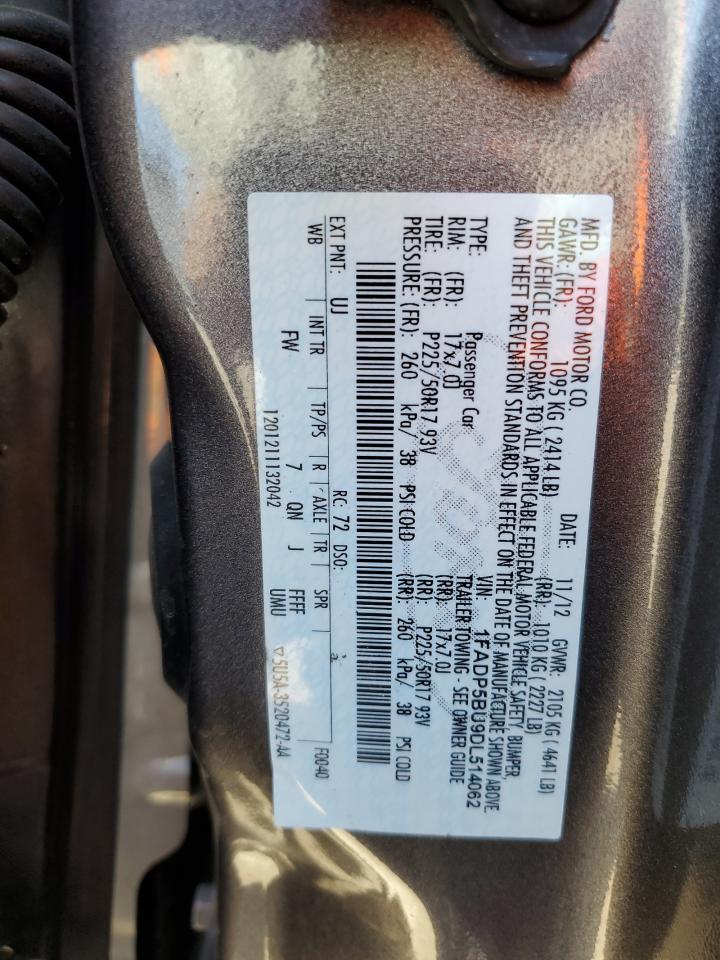 MFD. BY FORD MOTOR CO.
DATE: 11/12 GVWR: 2105 KG ( 4641 LB)
GAWR: (FR): 1095 KG ( 2414 LB) (RR): 1010 KG ( 2227 LB)
THIS VEHICLE CONFORMS TO ALL APPLICABLE FEDERAL MOTOR VEHICLE SAFETY, BUMPER,
AND THEFT PREVENTION STANDARDS IN EFFECT ON THE DATE OF MANUFACTURE SHOWN ABOVE
VIN: 1FADP5BU9DL514062
TYPE: Passenger Car TRAILER TOWING - SEE OWNER GUIDE
RIM: (FR): 17x7.0J (RR): 17x7.0J
TIRE: (FR): P225/50R17 93V (RR): P225/50R17 93V
PRESSURE: (FR): 260 kPa/ 38 PSI COLD (RR): 260 kPa/ 38 PSI COLD
EXT PNT: UJ RC: 72 DSO:
WB INT TR TP/PS R AXLE TR SPR F0040
FW 7 QN J FFFF
1201211132042 UMU ▽5U5A-3520472-AA